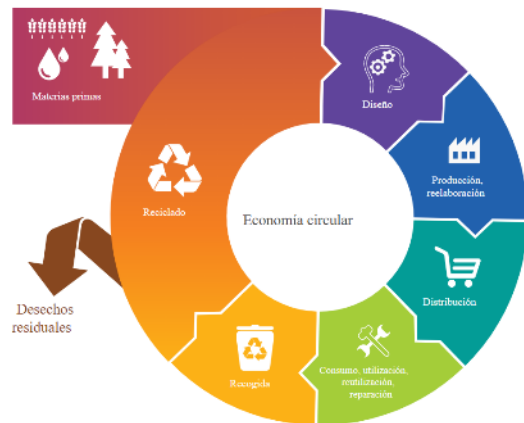 Materias primas
Diseño
Producción,
reelaboración
Reciclado
Economía circular
Distribución
Desechos
residuales
Recogida
Consumo, utilización,
reutilización,
reparación